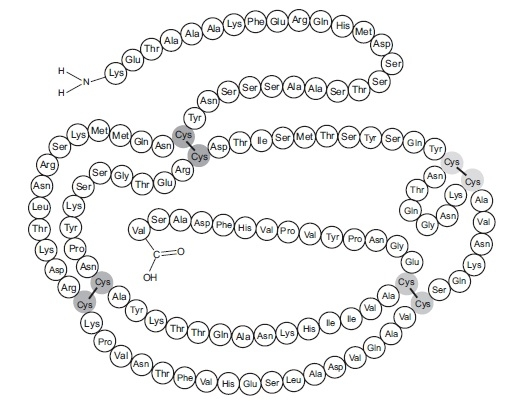 H
H
N
Lys Glu Thr Ala Ala Ala Lys Phe Glu Arg Gln His Met Asp Ser
Ser Thr Ser Ala Ala Ser Ser Ser Asn Tyr Cys
Asn Gln Met Met Lys Ser Arg Asn Leu Thr Lys Asp Arg Cys
Lys Pro Val Asn Thr Phe Val His Glu Ser Leu Ala Asp Val Gln Ala Val Cys
Ser Gln Lys Asn Val Ala Cys
Lys Asn Gly Gln Thr Asn Cys
Tyr Gln Ser Tyr Ser Thr Met Ser Ile Thr Asp Cys
Arg Glu Thr Gly Ser Ser Lys Tyr Pro Asn Cys
Ala Tyr Lys Thr Thr Gln Ala Asn Lys His Ile Ile Val Ala Cys
Glu Gly Asn Pro Tyr Val Pro Val His Phe Asp Ala Ser Val
C
O
OH